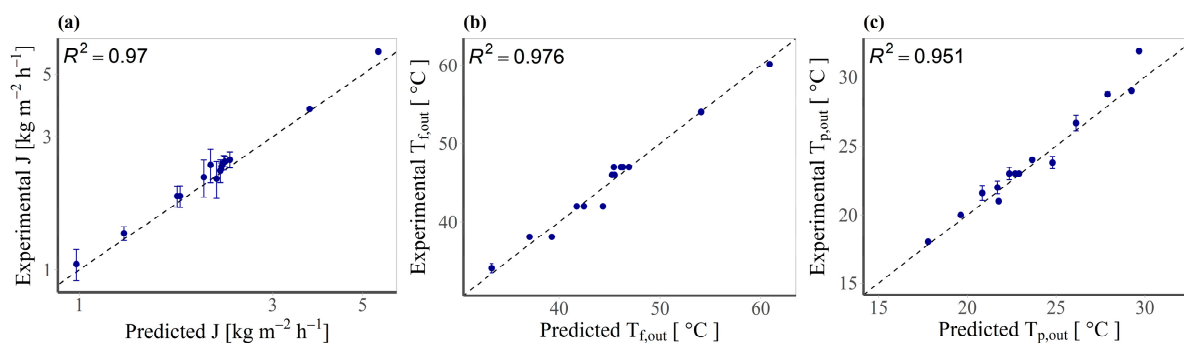 (a)
R² = 0.97
Experimental J [kg m⁻² h⁻¹]
5
3
1
1
3
5
Predicted J [kg m⁻² h⁻¹]
(b)
R² = 0.976
Experimental T_f,out [ °C]
60
50
40
40
50
60
Predicted T_f,out [ °C]
(c)
R² = 0.951
Experimental T_p,out [ °C]
30
25
20
15
15
20
25
30
Predicted T_p,out [ °C]